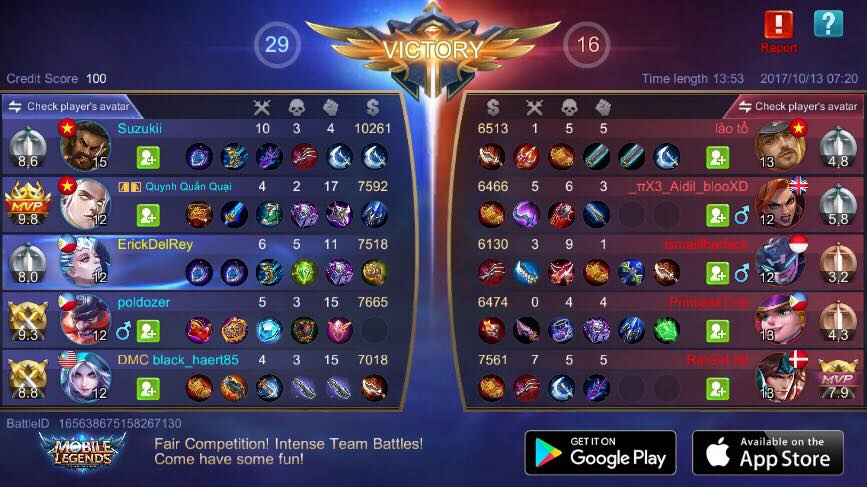 29 VICTORY 16
Report
Credit Score 100
Time length 13:53 2017/10/13 07:20
Check player's avatar
Check player's avatar
8,6 15 Suzukii 10 3 4 10261
6513 1 5 5 lào tổ 13 4,8
MVP 9.8 12 Quynh Quần Quại 4 2 17 7592
6466 5 6 3 _πX3_Aidil_blooXD 12 5,8
8,0 12 ErickDelRey 6 5 11 7518
6130 3 9 1 12 3,2
9.3 12 poldozer 5 3 15 7665
6474 0 4 4 13 4,3
8.8 12 DMC black_haert85 4 3 15 7018
7561 7 5 5 13 MVP 7.9
BattleID 165638675158267130
MOBILE
LEGENDS
Fair Competition! Intense Team Battles!
Come have some fun!
GET IT ON
Google Play
Available on the
App Store